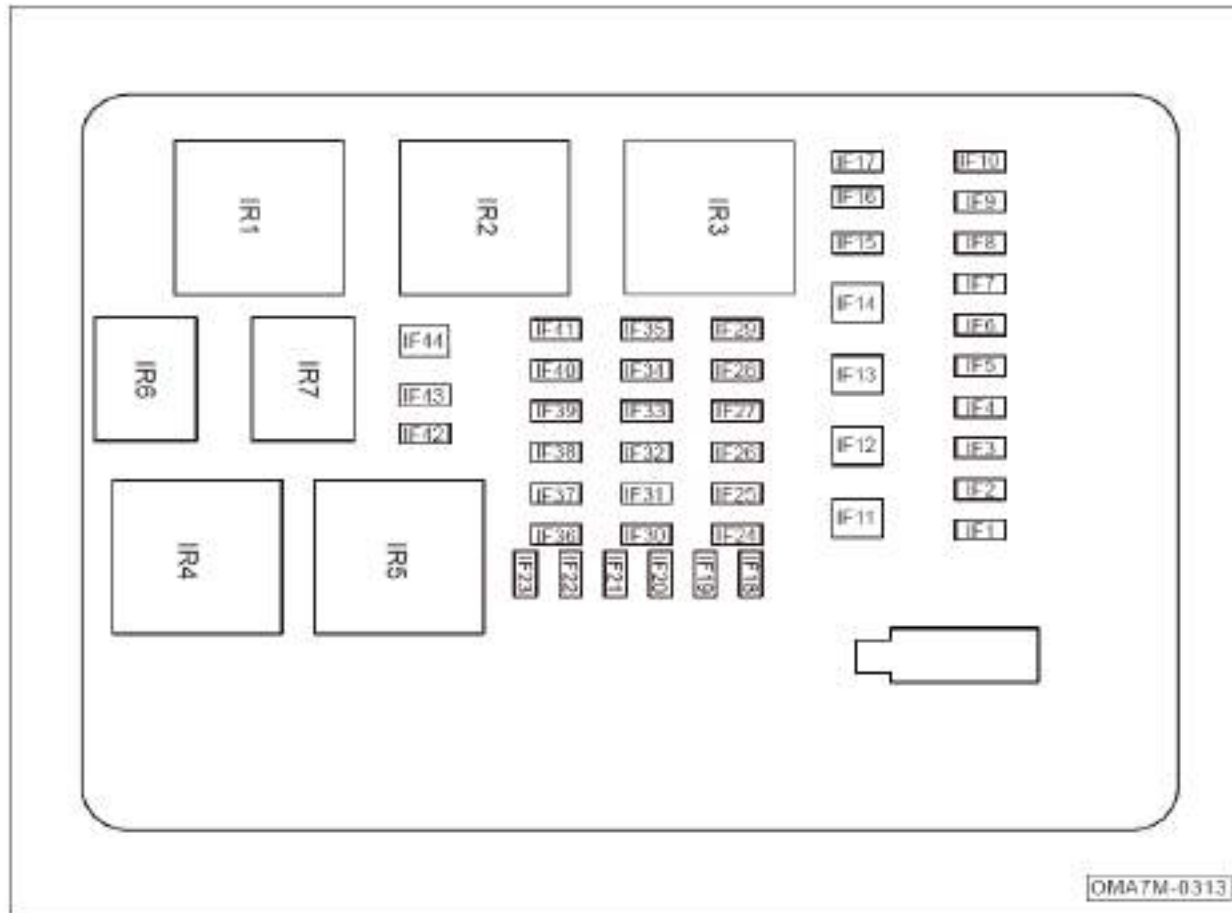 IR1 IR2 IR3 IF17 IF10
IF16 IF9
IF15 IF8
IF14 IF7
IR6 IR7 IF44 IF41 IF35 IF29 IF6
IF40 IF34 IF28 IF13 IF5
IF43 IF39 IF33 IF27 IF4
IF42 IF38 IF32 IF26 IF12 IF3
IF37 IF31 IF25 IF2
IR4 IR5 IF36 IF30 IF24 IF11 IF1
IF23 IF22 IF21 IF20 IF19 IF18
OMA7M-0313